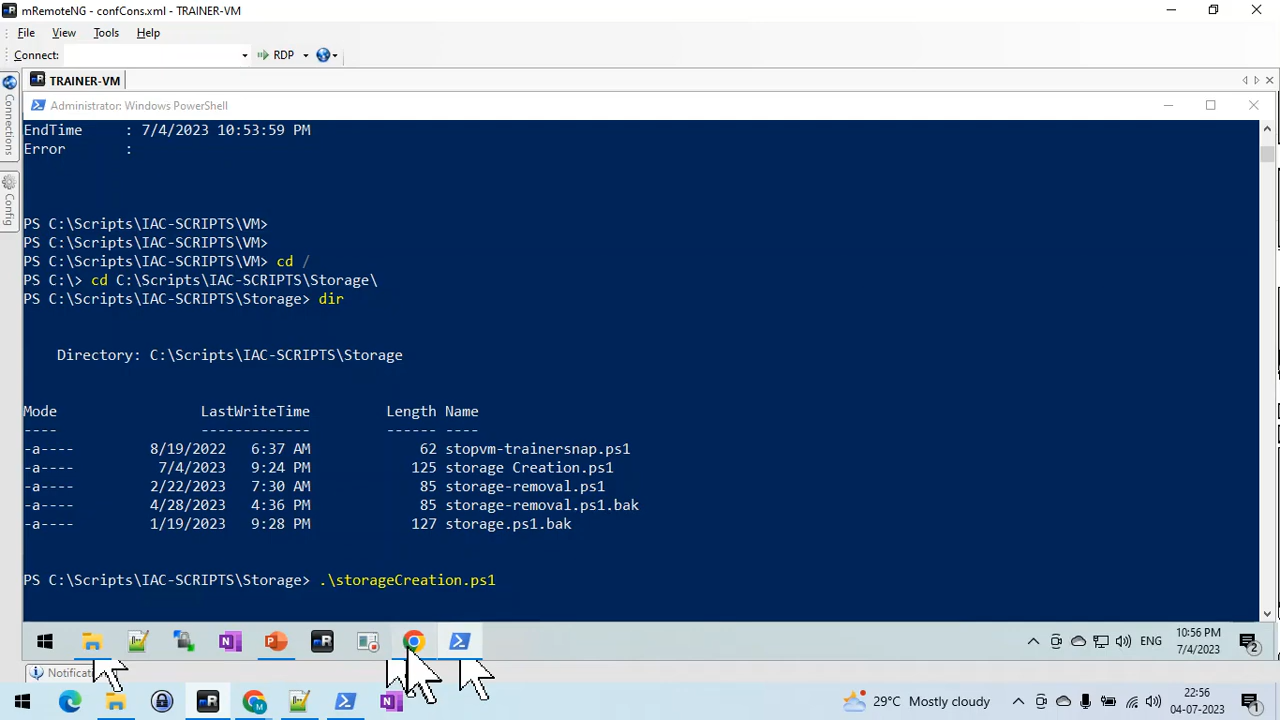 mRemoteNG - confCons.xml - TRAINER-VM
File View Tools Help
Connect: RDP
TRAINER-VM
Connections
Config
Administrator: Windows PowerShell
EndTime : 7/4/2023 10:53:59 PM
Error :
PS C:\Scripts\IAC-SCRIPTS\VM>
PS C:\Scripts\IAC-SCRIPTS\VM>
PS C:\Scripts\IAC-SCRIPTS\VM> cd /
PS C:\> cd C:\Scripts\IAC-SCRIPTS\Storage\
PS C:\Scripts\IAC-SCRIPTS\Storage> dir
Directory: C:\Scripts\IAC-SCRIPTS\Storage
Mode LastWriteTime Length Name
---- ------------- ------ ----
-a---- 8/19/2022 6:37 AM 62 stopvm-trainersnap.ps1
-a---- 7/4/2023 9:24 PM 125 storage Creation.ps1
-a---- 2/22/2023 7:30 AM 85 storage-removal.ps1
-a---- 4/28/2023 4:36 PM 85 storage-removal.ps1.bak
-a---- 1/19/2023 9:28 PM 127 storage.ps1.bak
PS C:\Scripts\IAC-SCRIPTS\Storage> .\storageCreation.ps1
ENG 10:56 PM
7/4/2023 2
Notificati
29°C Mostly cloudy ENG 22:56
04-07-2023 1